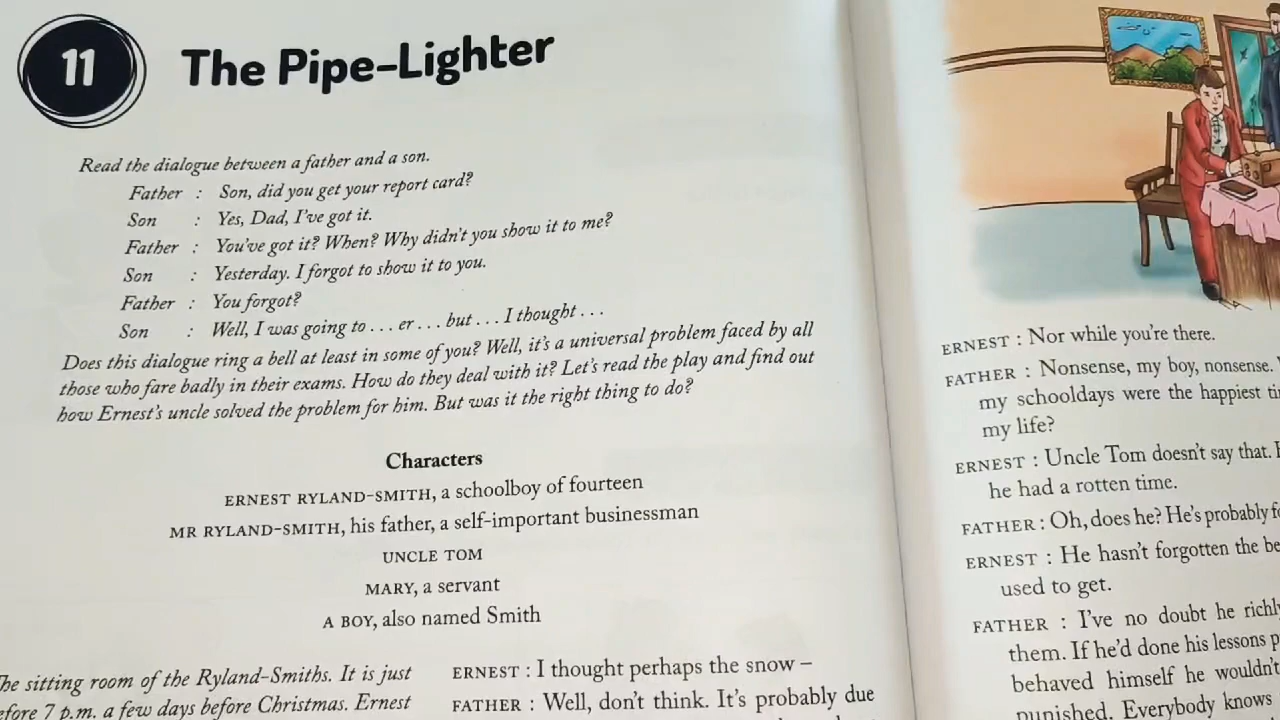 11
The Pipe-Lighter
Read the dialogue between a father and a son.
Father : Son, did you get your report card?
Son : Yes, Dad, I've got it.
Father : You've got it? When? Why didn't you show it to me?
Son : Yesterday. I forgot to show it to you.
Father : You forgot?
Son : Well, I was going to . . . er . . . but . . . I thought . . .
Does this dialogue ring a bell at least in some of you? Well, it's a universal problem faced by all
those who fare badly in their exams. How do they deal with it? Let's read the play and find out
how Ernest's uncle solved the problem for him. But was it the right thing to do?
Characters
ERNEST RYLAND-SMITH, a schoolboy of fourteen
MR RYLAND-SMITH, his father, a self-important businessman
UNCLE TOM
MARY, a servant
A BOY, also named Smith
The sitting room of the Ryland-Smiths. It is just
before 7 p.m. a few days before Christmas. Ernest
ERNEST : I thought perhaps the snow –
FATHER : Well, don't think. It's probably due
ERNEST : Nor while you're there.
FATHER : Nonsense, my boy, nonsense.
my schooldays were the happiest
my life?
ERNEST : Uncle Tom doesn't say that.
he had a rotten time.
FATHER : Oh, does he? He's probably
ERNEST : He hasn't forgotten the
used to get.
FATHER : I've no doubt he
them. If he'd done his lessons
behaved himself he wouldn't
punished. Everybody knows